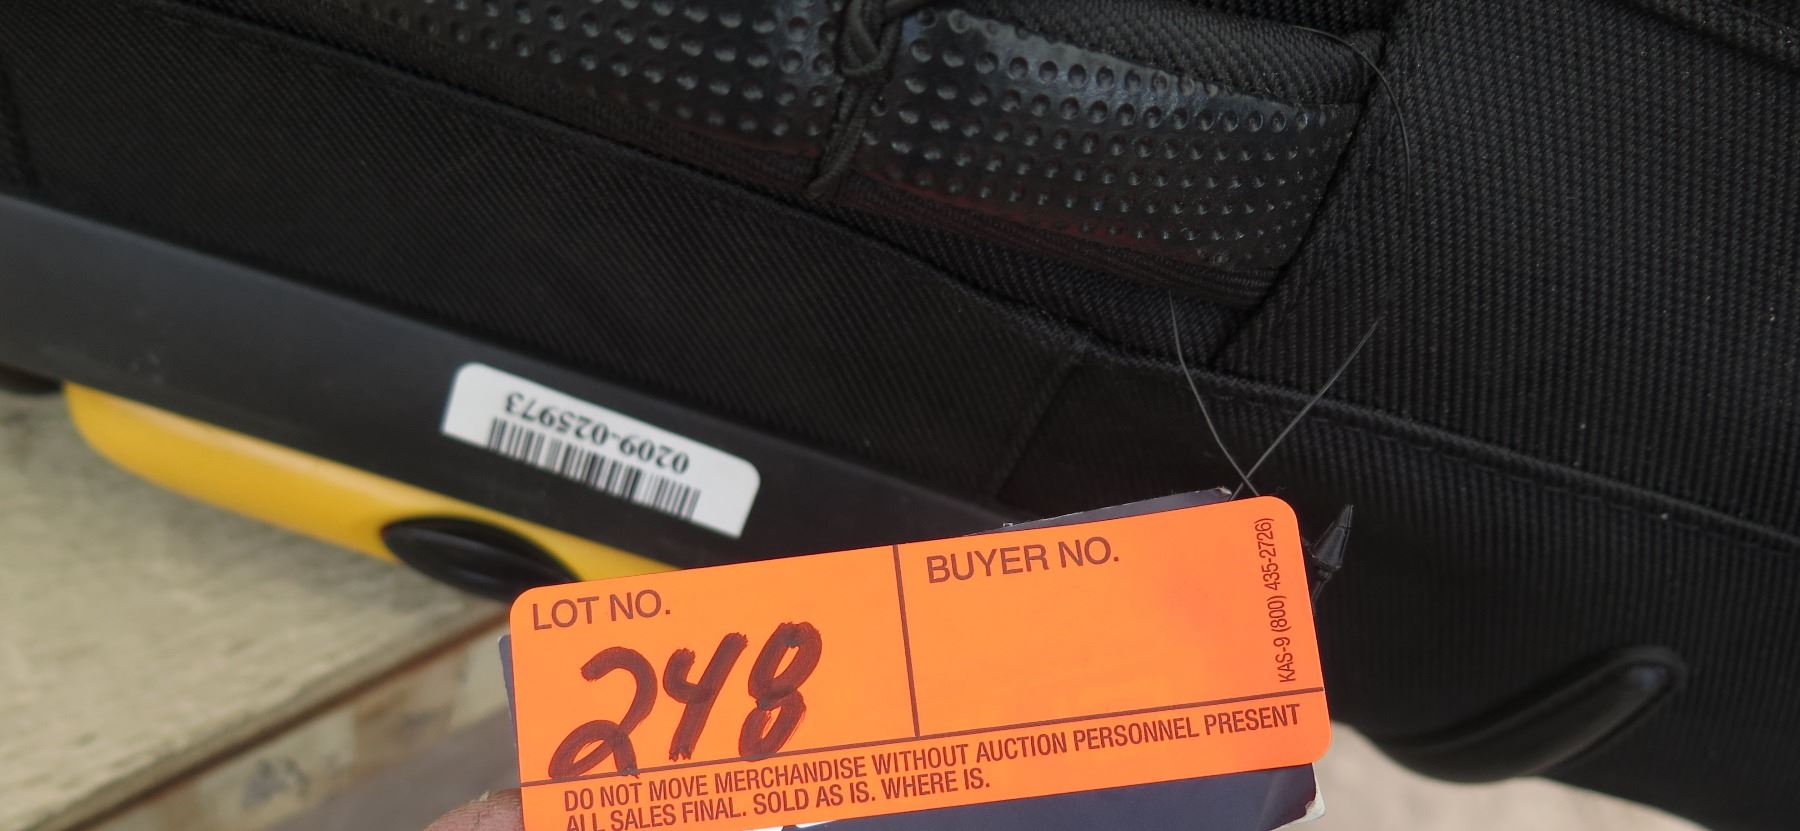 0209-025973
LOT NO.
248
BUYER NO.
KAS-9 (800) 435-2726)
DO NOT MOVE MERCHANDISE WITHOUT AUCTION PERSONNEL PRESENT
ALL SALES FINAL. SOLD AS IS. WHERE IS.